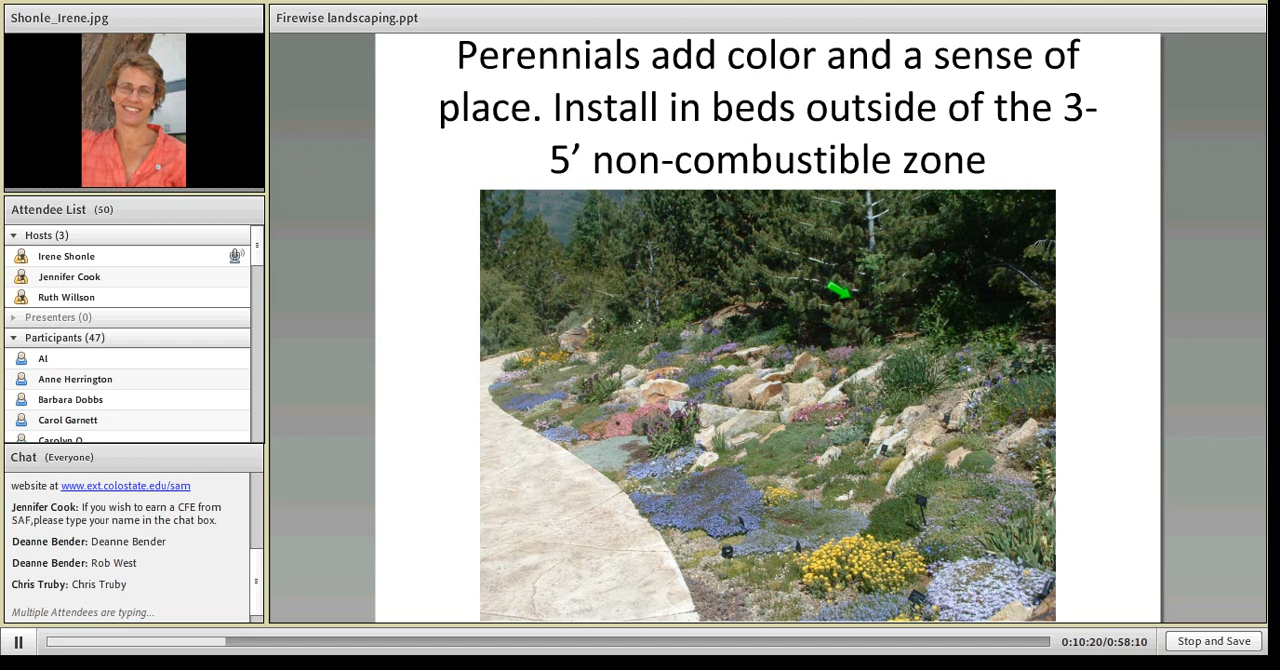 Shonle_Irene.jpg
Firewise landscaping.ppt
Perennials add color and a sense of
place. Install in beds outside of the 3-
5’ non-combustible zone
Attendee List (50)
Hosts (3)
Irene Shonle
Jennifer Cook
Ruth Willson
Presenters (0)
Participants (47)
Al
Anne Herrington
Barbara Dobbs
Carol Garnett
Carolyn O
Chat (Everyone)
website at www.ext.colostate.edu/sam
Jennifer Cook: If you wish to earn a CFE from
SAF,please type your name in the chat box.
Deanne Bender: Deanne Bender
Deanne Bender: Rob West
Chris Truby: Chris Truby
Multiple Attendees are typing...
0:10:20/0:58:10
Stop and Save